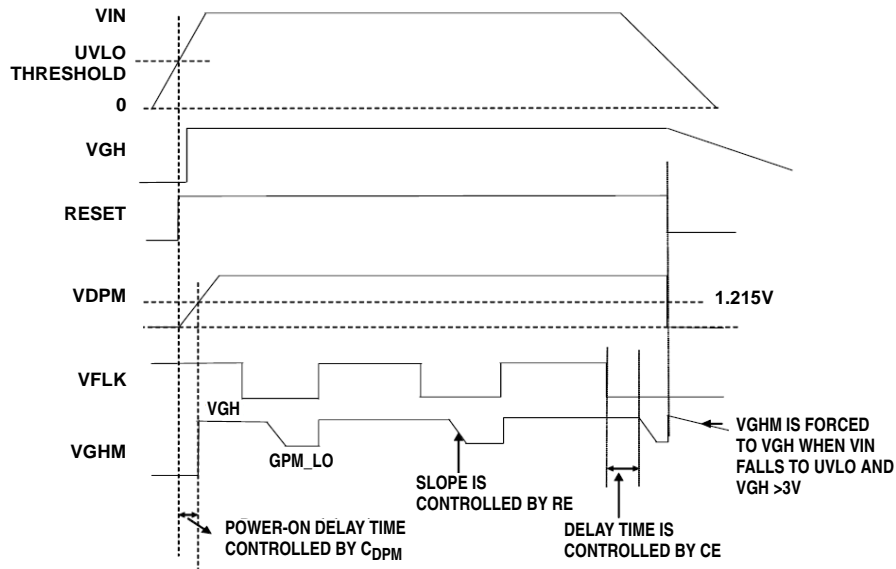 VIN
UVLO
THRESHOLD
0
VGH
RESET
VDPM
1.215V
VFLK
VGH
VGHM
GPM_LO
SLOPE IS
CONTROLLED BY RE
VGHM IS FORCED
TO VGH WHEN VIN
FALLS TO UVLO AND
VGH >3V
POWER-ON DELAY TIME
CONTROLLED BY CDPM
DELAY TIME IS
CONTROLLED BY CE